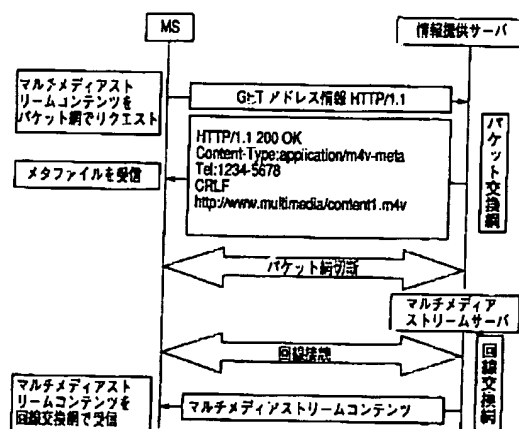 MS
情報提供サーバ
マルチメディアスト
リームコンテンツを
パケット網でリクエスト
GET アドレス情報 HTTP/1.1
HTTP/1.1 200 OK
Content-Type:application/m4v-meta
Tel:1234-5678
CRLF
http://www.multimedia/content1.m4v
メタファイルを受信
パケット交換網
パケット網切断
マルチメディア
ストリームサーバ
回線接続
回線交換網
マルチメディアスト
リームコンテンツを
回線交換網で受信
マルチメディアストリームコンテンツ